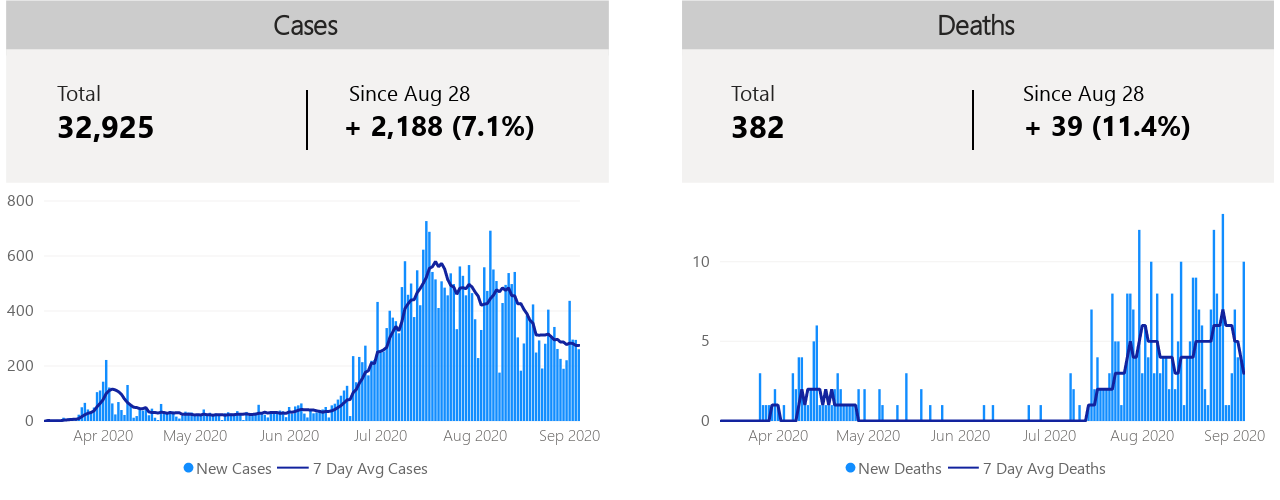 Cases
Total
Since Aug 28
32,925
+ 2,188 (7.1%)
800
600
400
200
0
Apr 2020 May 2020 Jun 2020 Jul 2020 Aug 2020 Sep 2020
New Cases 7 Day Avg Cases
Deaths
Total
Since Aug 28
382
+ 39 (11.4%)
10
5
0
Apr 2020 May 2020 Jun 2020 Jul 2020 Aug 2020 Sep 2020
New Deaths 7 Day Avg Deaths